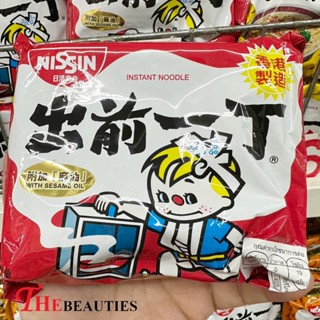 NISSIN
日清食品
INSTANT NOODLE
香港
製造
出前一丁®
附加「麻油」
WITH SESAME OIL
THEBEAUTIES